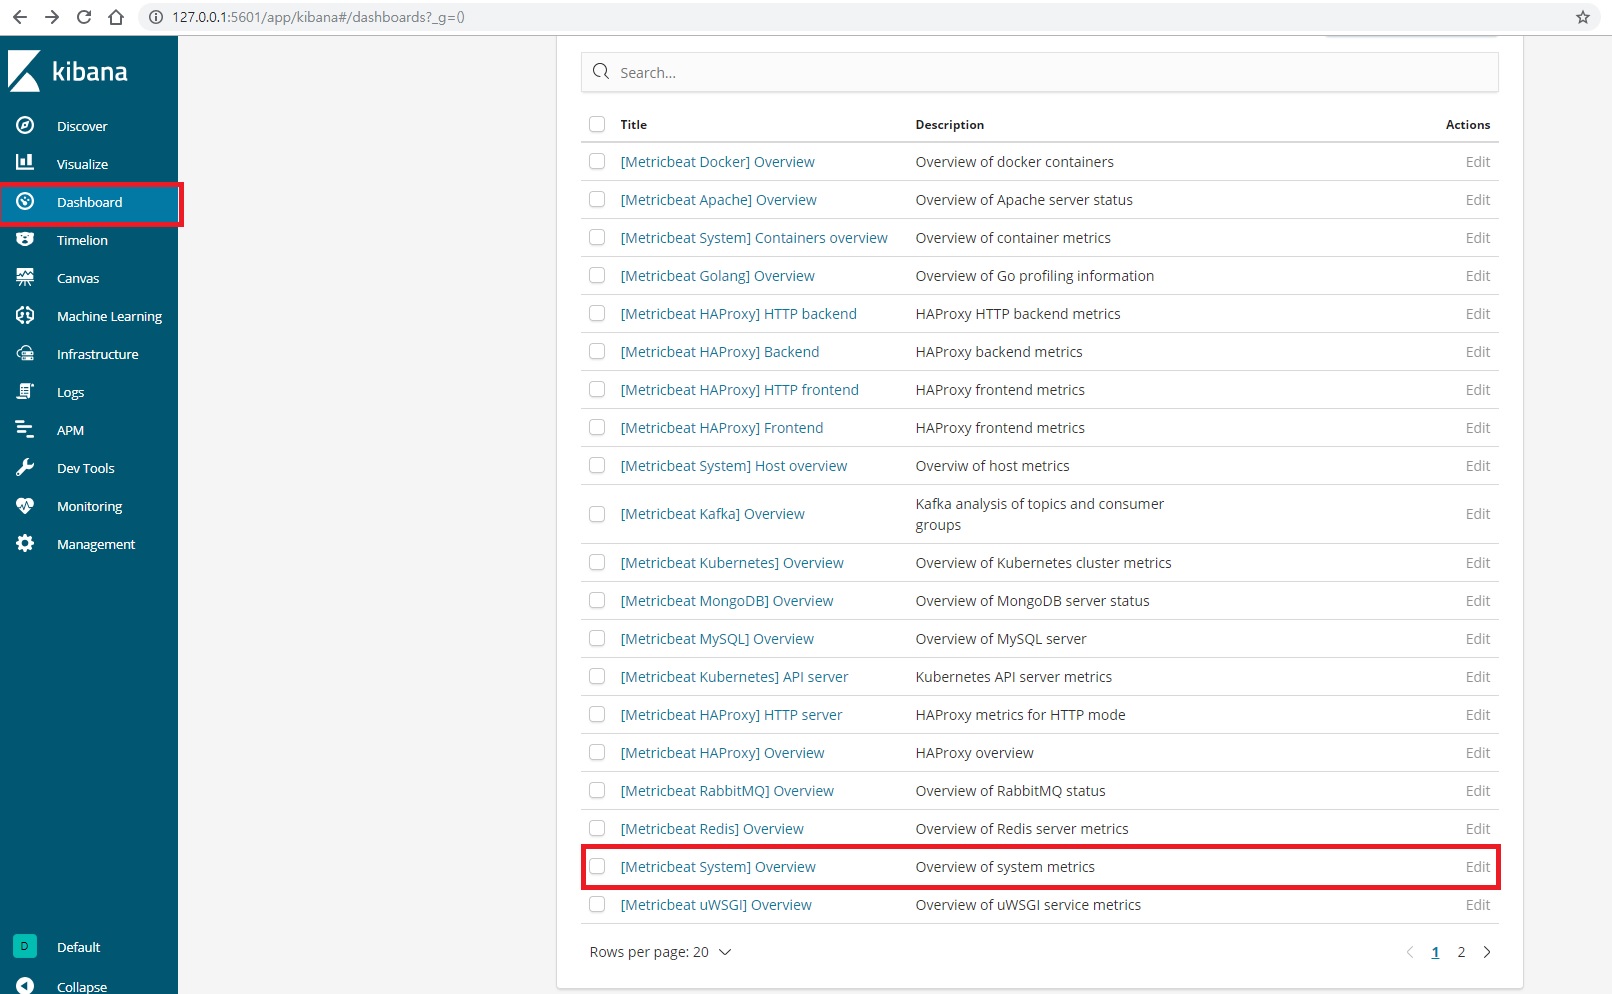 127.0.0.1:5601/app/kibana#/dashboards?_g=()
kibana
Discover
Visualize
Dashboard
Timelion
Canvas
Machine Learning
Infrastructure
Logs
APM
Dev Tools
Monitoring
Management
D Default
Collapse
Search...
Title Description Actions
[Metricbeat Docker] Overview Overview of docker containers Edit
[Metricbeat Apache] Overview Overview of Apache server status Edit
[Metricbeat System] Containers overview Overview of container metrics Edit
[Metricbeat Golang] Overview Overview of Go profiling information Edit
[Metricbeat HAProxy] HTTP backend HAProxy HTTP backend metrics Edit
[Metricbeat HAProxy] Backend HAProxy backend metrics Edit
[Metricbeat HAProxy] HTTP frontend HAProxy frontend metrics Edit
[Metricbeat HAProxy] Frontend HAProxy frontend metrics Edit
[Metricbeat System] Host overview Overviw of host metrics Edit
[Metricbeat Kafka] Overview Kafka analysis of topics and consumer
groups Edit
[Metricbeat Kubernetes] Overview Overview of Kubernetes cluster metrics Edit
[Metricbeat MongoDB] Overview Overview of MongoDB server status Edit
[Metricbeat MySQL] Overview Overview of MySQL server Edit
[Metricbeat Kubernetes] API server Kubernetes API server metrics Edit
[Metricbeat HAProxy] HTTP server HAProxy metrics for HTTP mode Edit
[Metricbeat HAProxy] Overview HAProxy overview Edit
[Metricbeat RabbitMQ] Overview Overview of RabbitMQ status Edit
[Metricbeat Redis] Overview Overview of Redis server metrics Edit
[Metricbeat System] Overview Overview of system metrics Edit
[Metricbeat uWSGI] Overview Overview of uWSGI service metrics Edit
Rows per page: 20 1 2